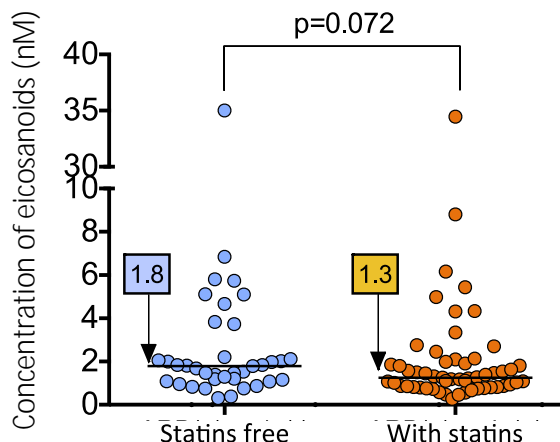 p=0.072
Concentration of eicosanoids (nM)
40
35
30
10
8
6
4
2
0
1.8
1.3
Statins free
With statins